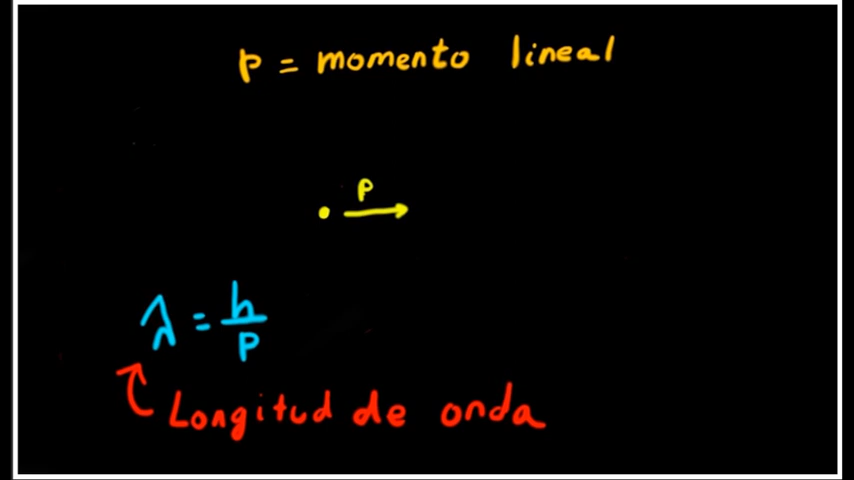 p = momento lineal
p
λ = h/p
Longitud de onda